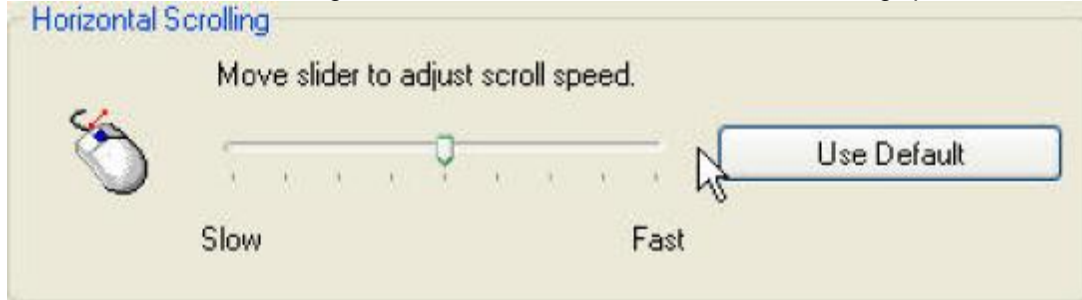 Horizontal Scrolling
Move slider to adjust scroll speed.
Use Default
Slow
Fast